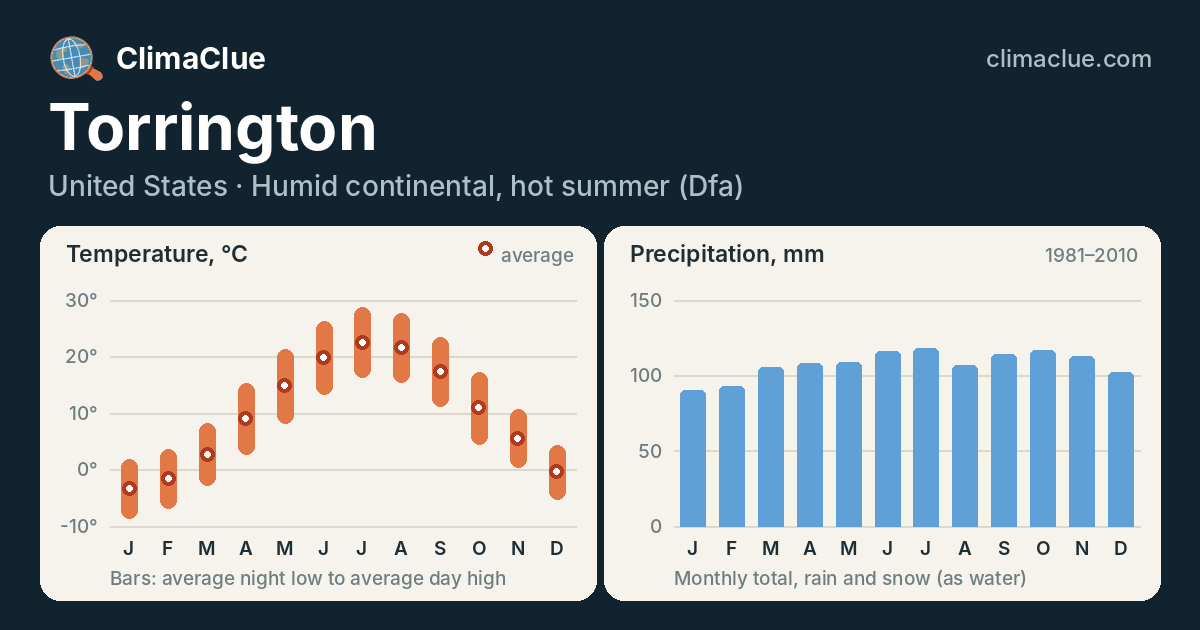 ClimaClue
climaclue.com
Torrington
United States · Humid continental, hot summer (Dfa)
Temperature, °C
average
30°
20°
10°
0°
-10°
J F M A M J J A S O N D
Bars: average night low to average day high
Precipitation, mm
1981–2010
150
100
50
0
J F M A M J J A S O N D
Monthly total, rain and snow (as water)